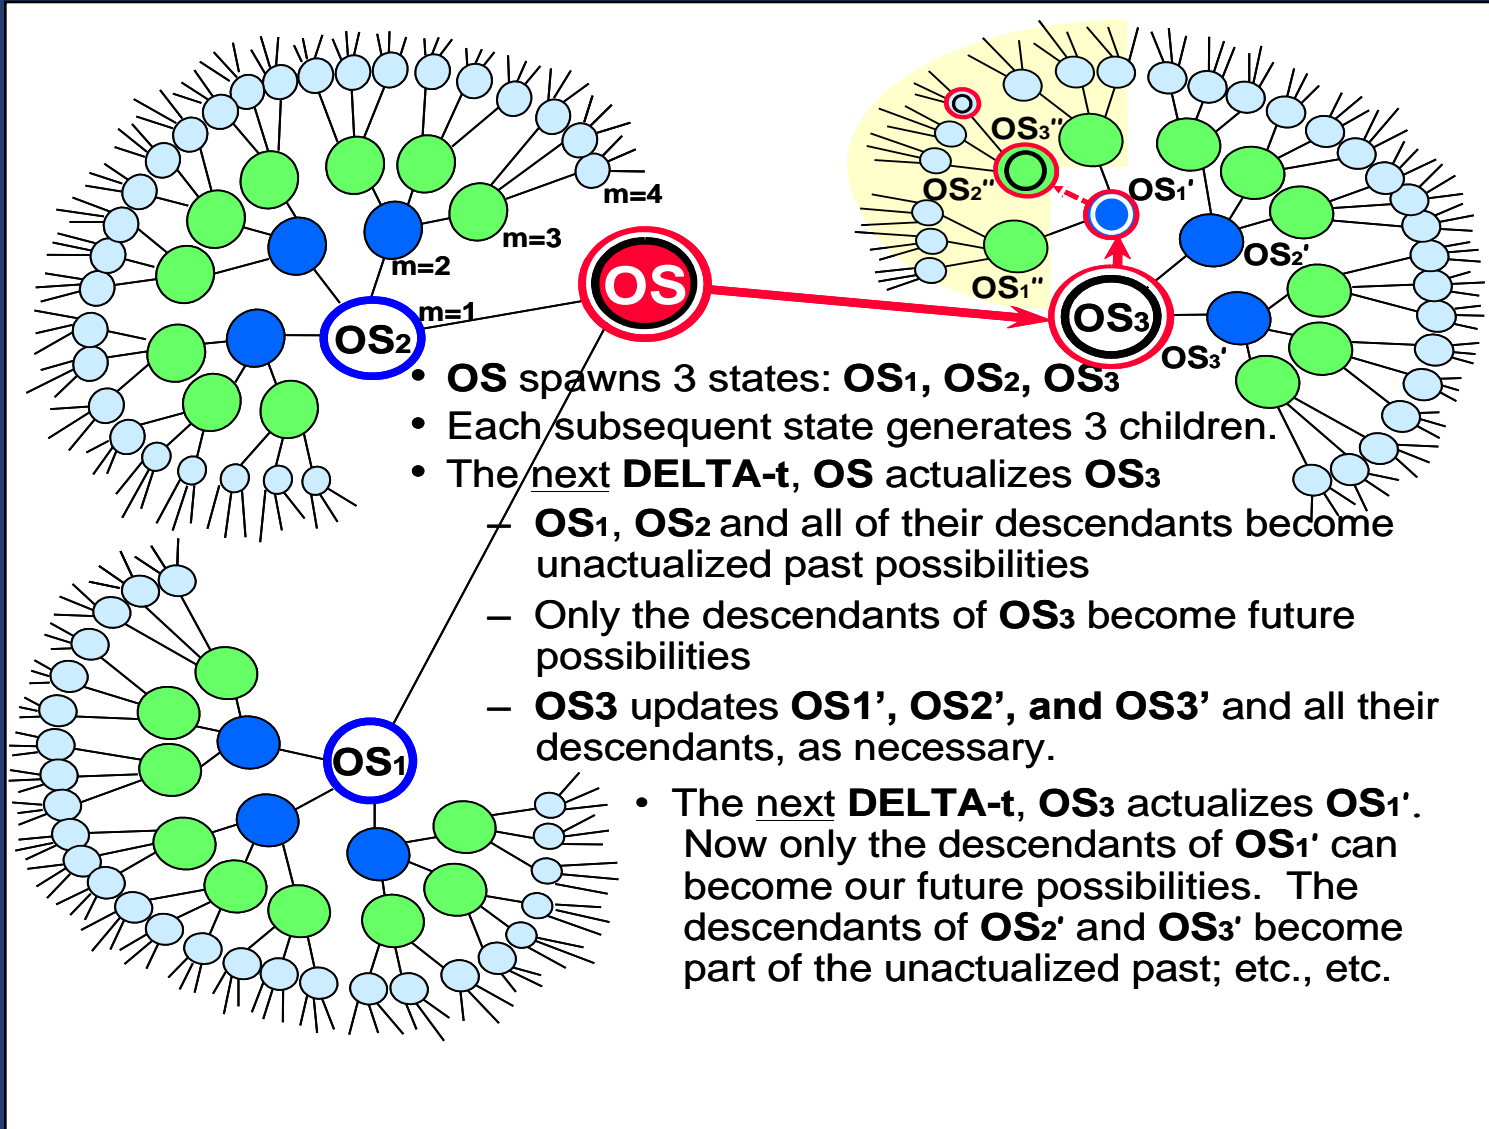 OS3''
OS2''
OS1'
m=4
m=3
OS2'
m=2
OS
OS1''
m=1
OS3
OS2
OS3'
• OS spawns 3 states: OS1, OS2, OS3
• Each subsequent state generates 3 children.
• The next DELTA-t, OS actualizes OS3
– OS1, OS2 and all of their descendants become
unactualized past possibilities
– Only the descendants of OS3 become future
possibilities
– OS3 updates OS1’, OS2’, and OS3’ and all their
descendants, as necessary.
OS1
• The next DELTA-t, OS3 actualizes OS1'.
Now only the descendants of OS1' can
become our future possibilities. The
descendants of OS2' and OS3' become
part of the unactualized past; etc., etc.